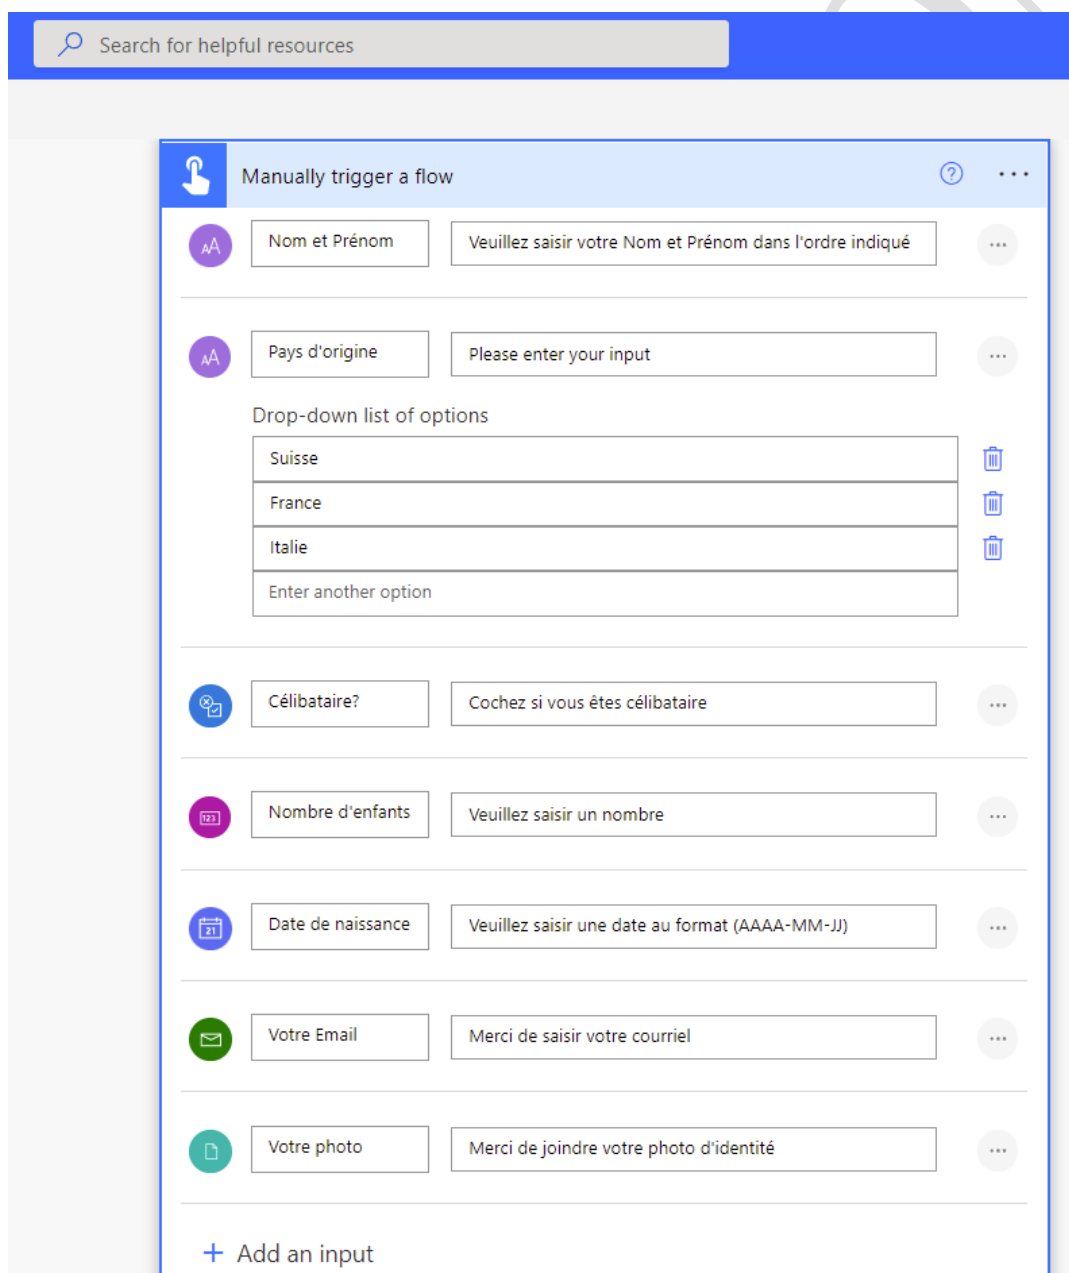 Search for helpful resources
Manually trigger a flow
Nom et Prénom Veuillez saisir votre Nom et Prénom dans l'ordre indiqué
Pays d'origine Please enter your input
Drop-down list of options
Suisse
France
Italie
Enter another option
Célibataire? Cochez si vous êtes célibataire
Nombre d'enfants Veuillez saisir un nombre
Date de naissance Veuillez saisir une date au format (AAAA-MM-JJ)
Votre Email Merci de saisir votre courriel
Votre photo Merci de joindre votre photo d'identité
+ Add an input